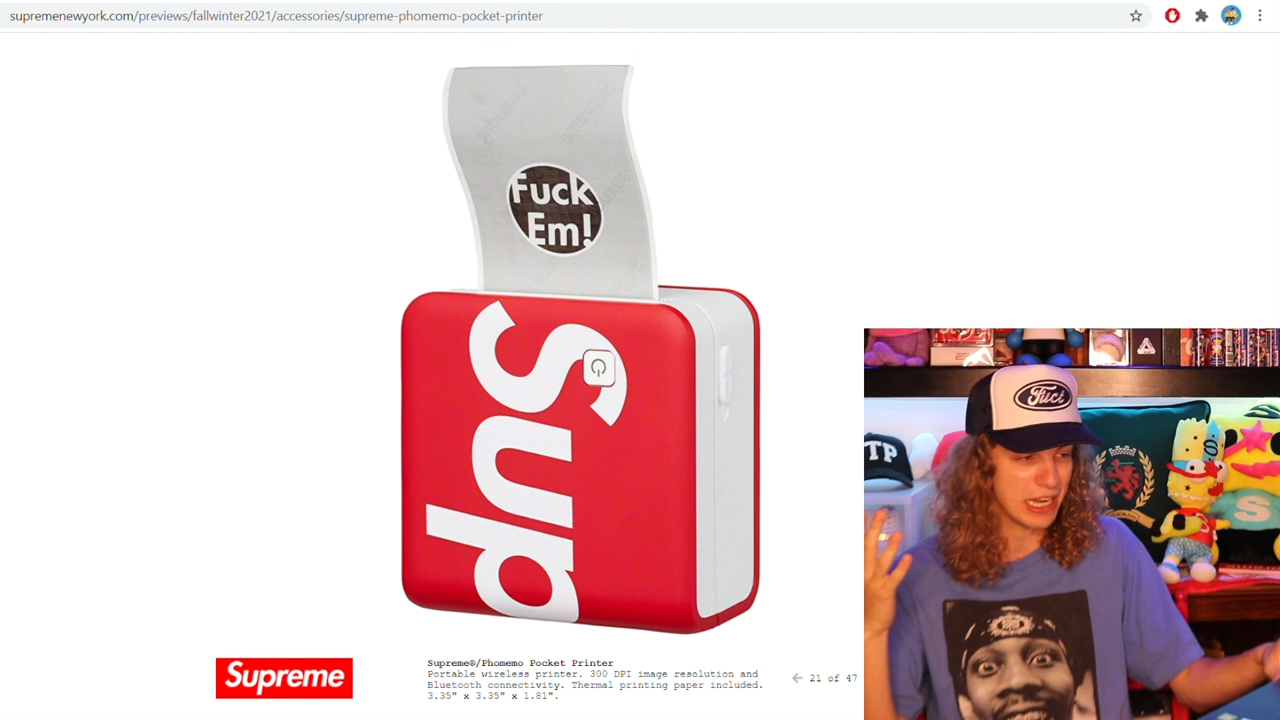 supremenewyork.com/previews/fallwinter2021/accessories/supreme-phomemo-pocket-printer
Fuck
Em!
Sup
Supreme
Supreme®/Phomemo Pocket Printer
Portable wireless printer. 300 DPI image resolution and
Bluetooth connectivity. Thermal printing paper included.
3.35" x 3.35" x 1.81".
21 of 47
Fuct
TP
S